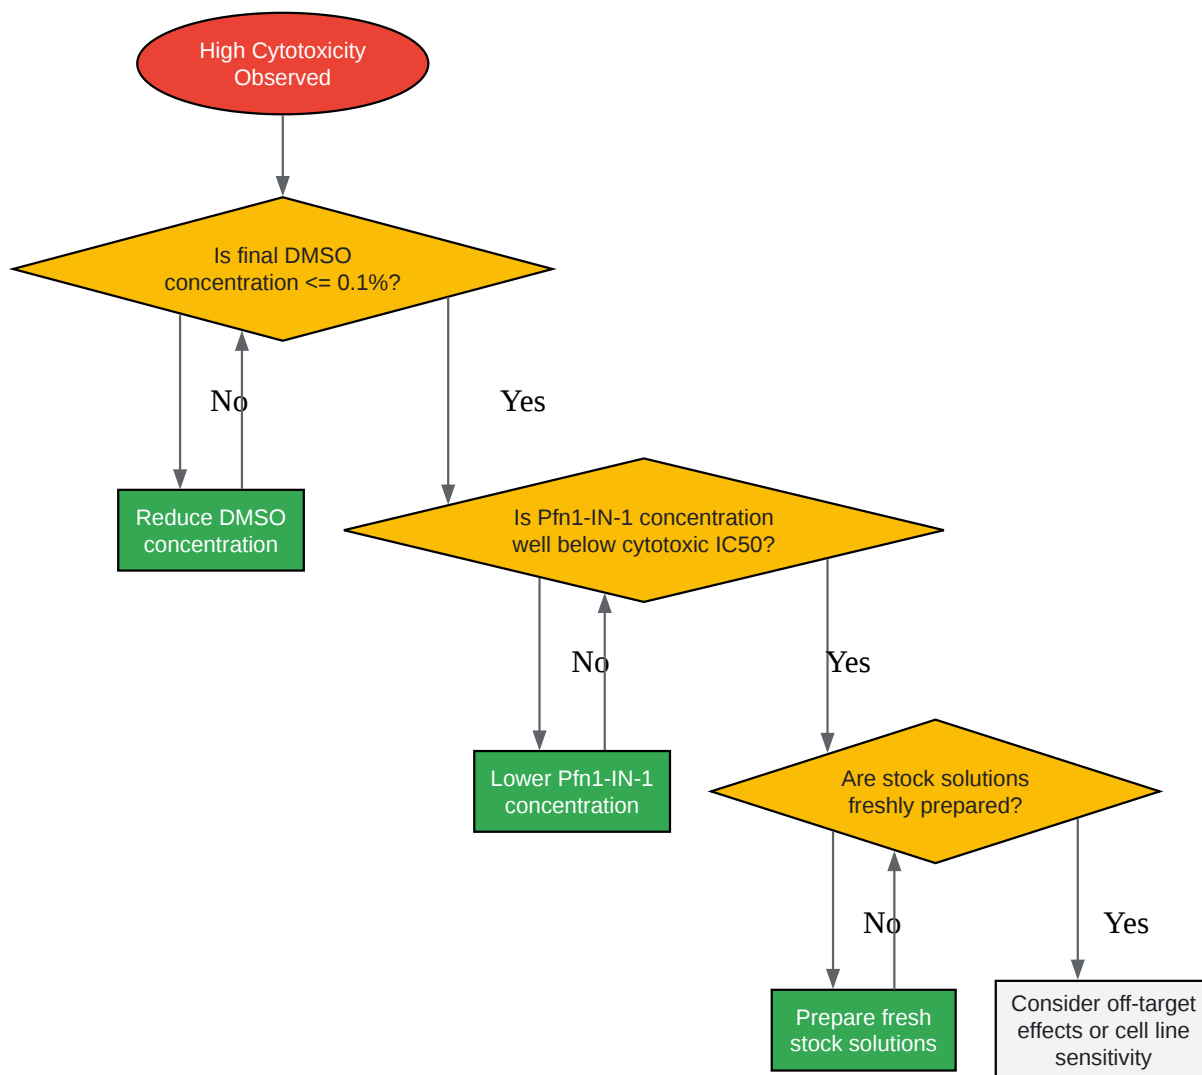 High Cytotoxicity
Observed
Is final DMSO
concentration <= 0.1%?
No
Yes
Reduce DMSO
concentration
Is Pfn1-IN-1 concentration
well below cytotoxic IC50?
No
Yes
Lower Pfn1-IN-1
concentration
Are stock solutions
freshly prepared?
No
Yes
Prepare fresh
stock solutions
Consider off-target
effects or cell line
sensitivity